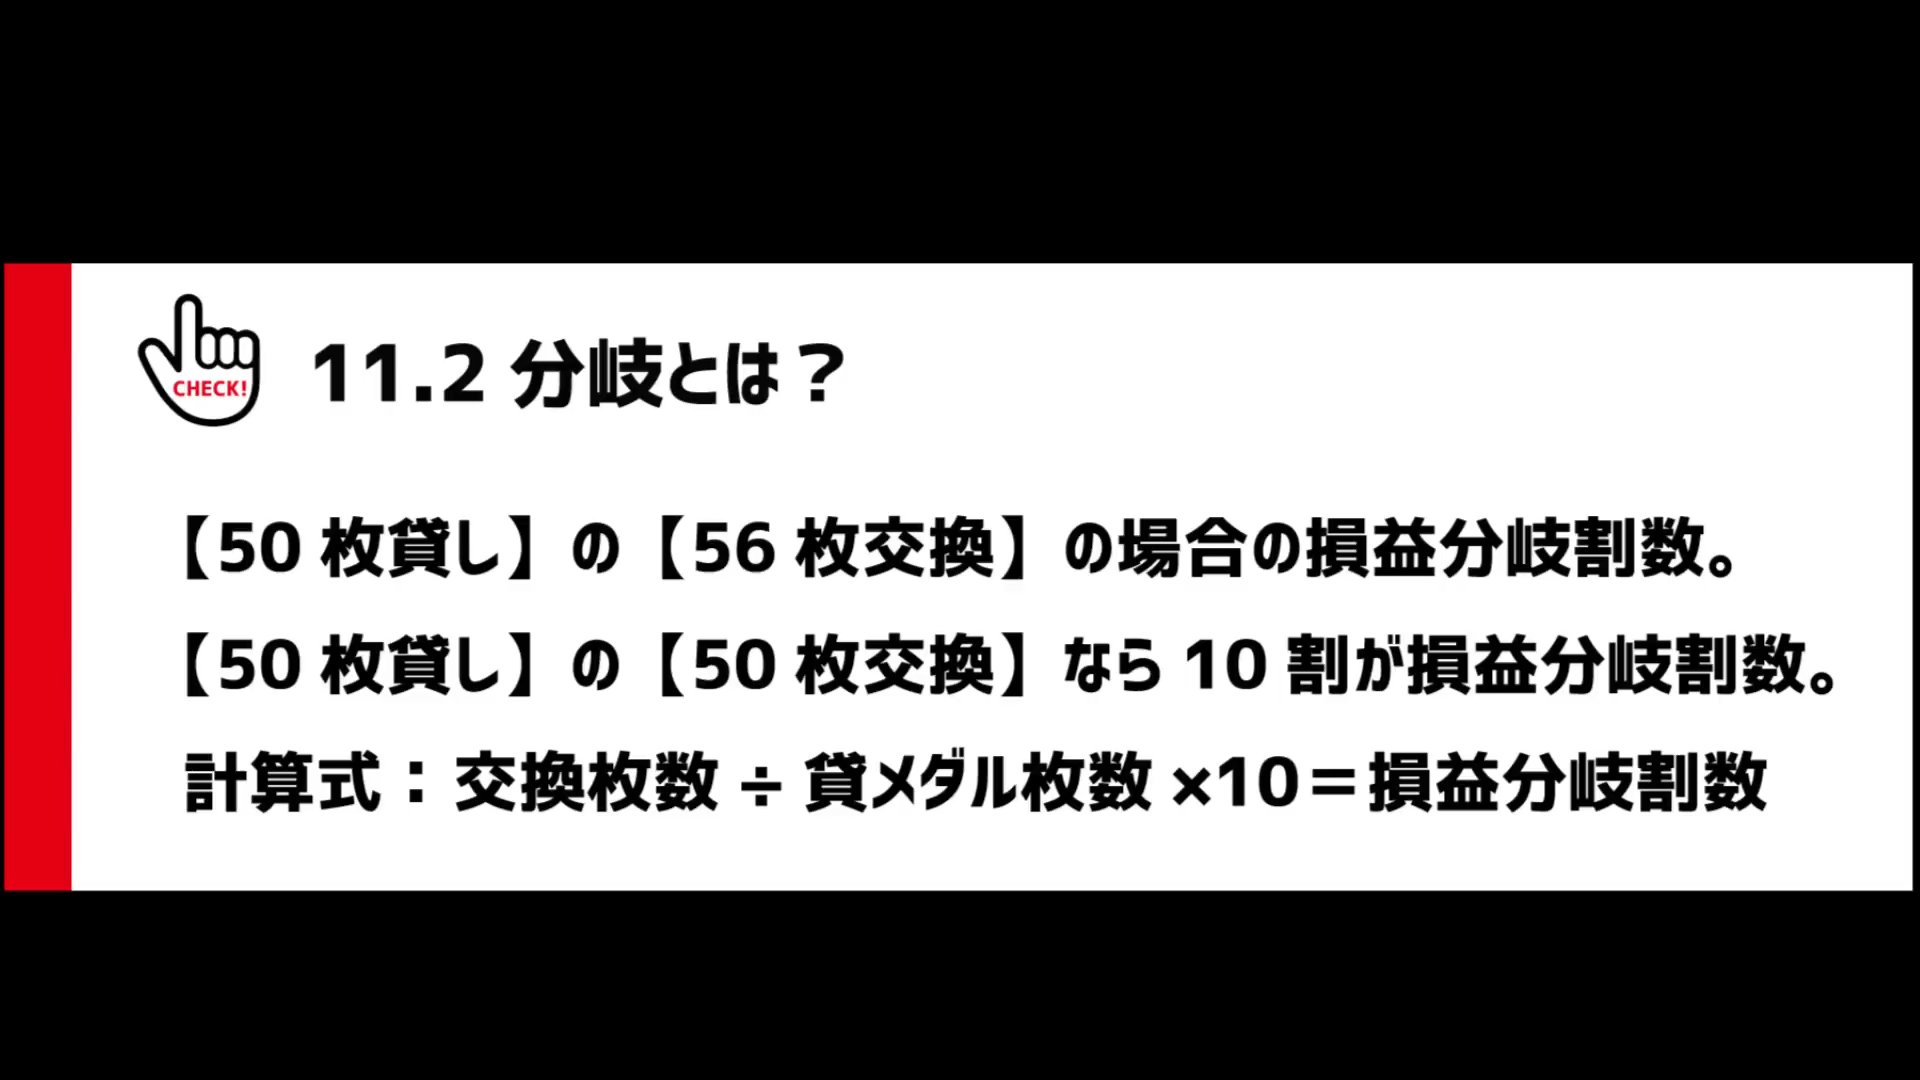 CHECK!
11.2 分岐とは？
【50 枚貸し】の【56 枚交換】の場合の損益分岐割数。
【50 枚貸し】の【50 枚交換】なら 10 割が損益分岐割数。
計算式：交換枚数 ÷ 貸メダル枚数 ×10＝損益分岐割数